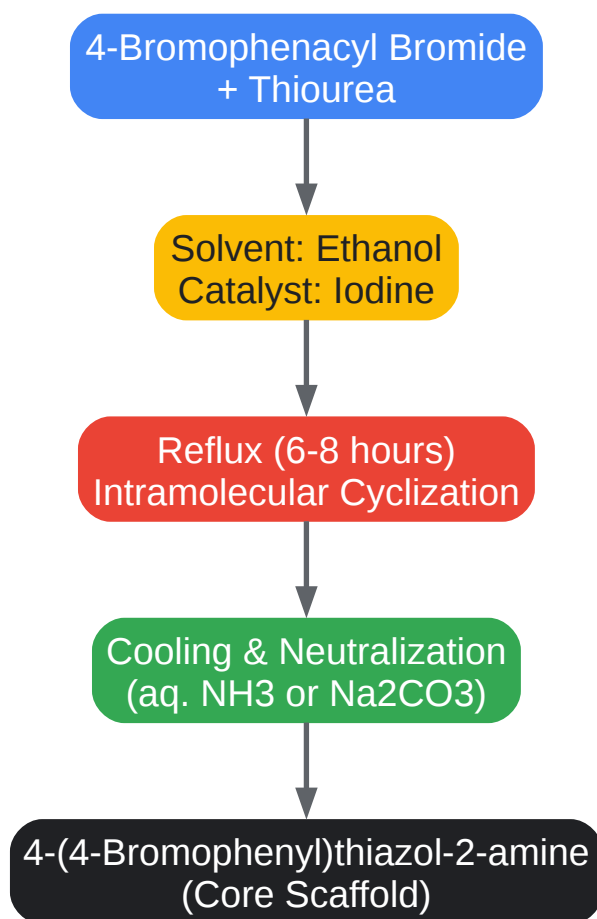 4-Bromophenacyl Bromide
+ Thiourea
Solvent: Ethanol
Catalyst: Iodine
Reflux (6-8 hours)
Intramolecular Cyclization
Cooling & Neutralization
(aq. NH3 or Na2CO3)
4-(4-Bromophenyl)thiazol-2-amine
(Core Scaffold)